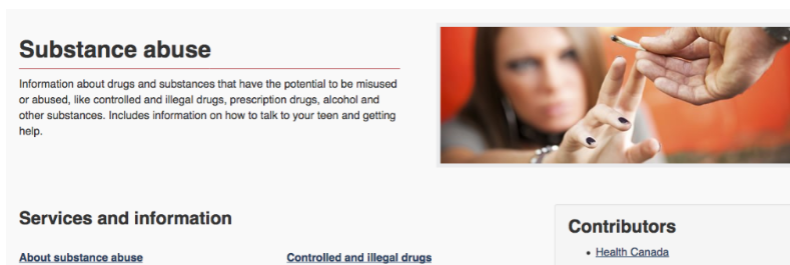 Substance abuse
Information about drugs and substances that have the potential to be misused
or abused, like controlled and illegal drugs, prescription drugs, alcohol and
other substances. Includes information on how to talk to your teen and getting
help.
Services and information
About substance abuse
Controlled and illegal drugs
Contributors
• Health Canada